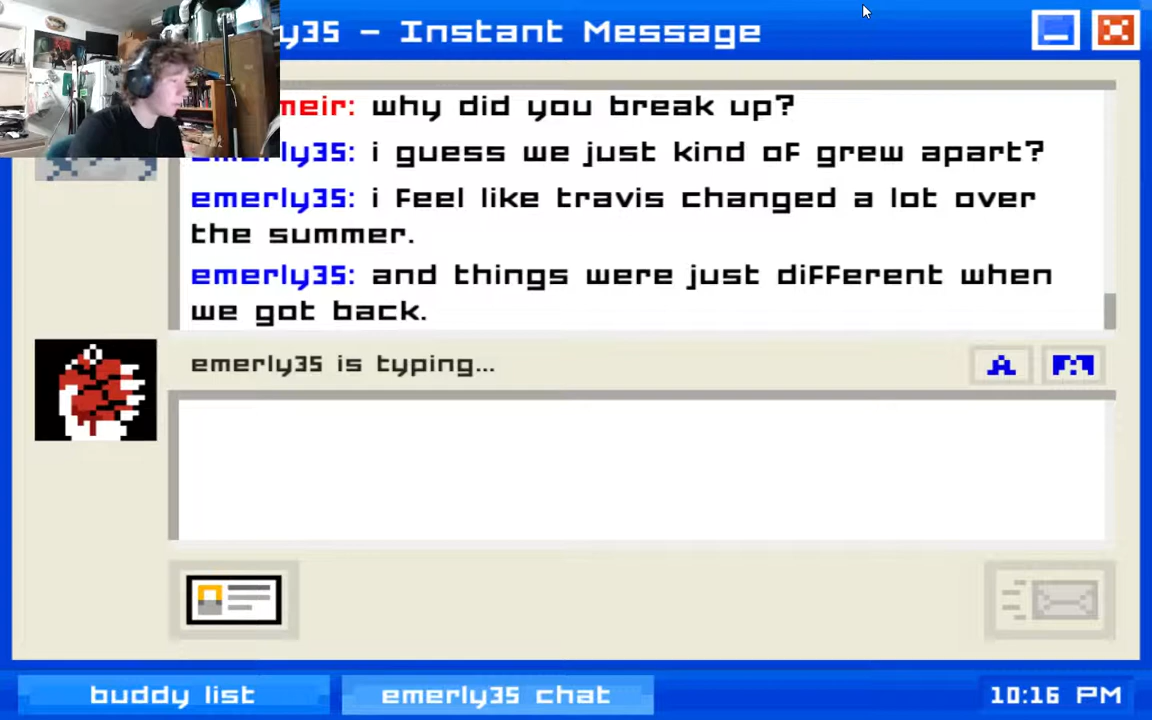 y35 - Instant Message
meir: why did you break up?
emerly35: i guess we just kind of grew apart?
emerly35: i feel like travis changed a lot over
the summer.
emerly35: and things were just different when
we got back.
emerly35 is typing...
buddy list
emerly35 chat
10:16 PM